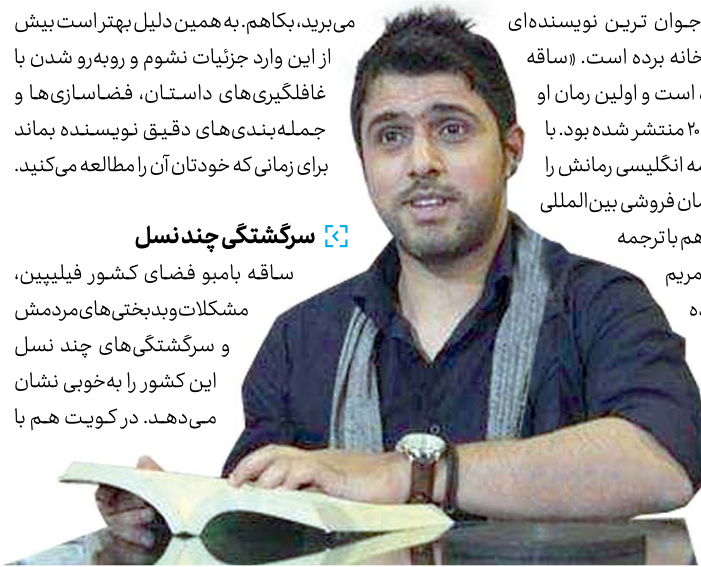 جوان ترین نویسنده‌ای
خانه برده است. «ساقه
است و اولین رمان او
۲۰ منتشر شده بود. با
انگلیسی رمانش را
فروشی بین‌المللی
هم با ترجمه
مریم
می‌برید، بکاهم. به همین دلیل بهتر است بیش
از این وارد جزئیات نشوم و روبه‌رو شدن با
غافلگیری‌های داستان، فضاسازی‌ها و
جمله‌بندی‌های دقیق نویسنده بماند
برای زمانی که خودتان آن را مطالعه می‌کنید.
سرگشتگی چند نسل
ساقه بامبو فضای کشور فیلیپین،
مشکلات و بدبختی‌های مردمش
و سرگشتگی‌های چند نسل
این کشور را به‌خوبی نشان
می‌دهد. در کویت هم با